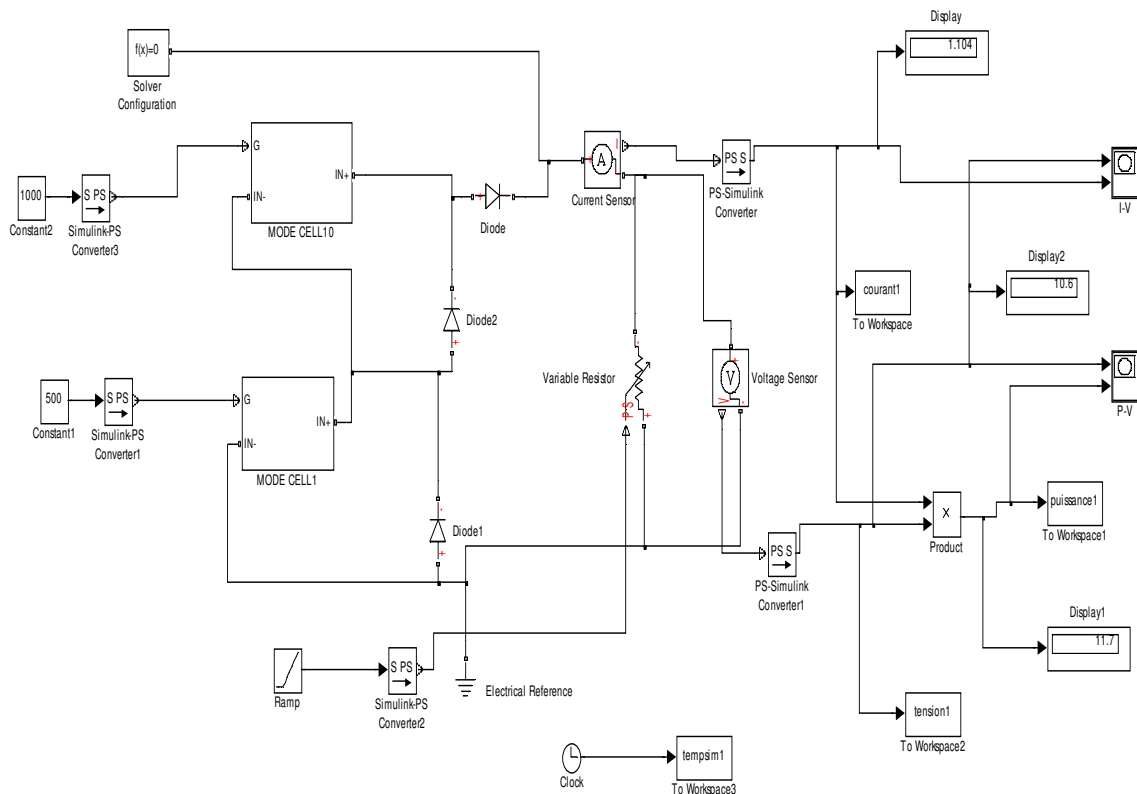 Display
1.104
f(x)=0
Solver
Configuration
G
IN+
IN-
MODE CELL10
1000
Constant2
S PS
Simulink-PS
Converter3
+
-
Diode
+
A
I
-
Current Sensor
PS S
PS-Simulink
Converter
I-V
Display2
10.6
courant1
To Workspace
-
Diode2
+
500
Constant1
S PS
Simulink-PS
Converter1
G
IN+
IN-
MODE CELL1
-
Variable Resistor
PS
+
+
V
V
-
Voltage Sensor
P-V
-
Diode1
+
PS S
PS-Simulink
Converter1
X
Product
puissance1
To Workspace1
Display1
11.7
Ramp
S PS
Simulink-PS
Converter2
Electrical Reference
tension1
To Workspace2
Clock
tempsim1
To Workspace3